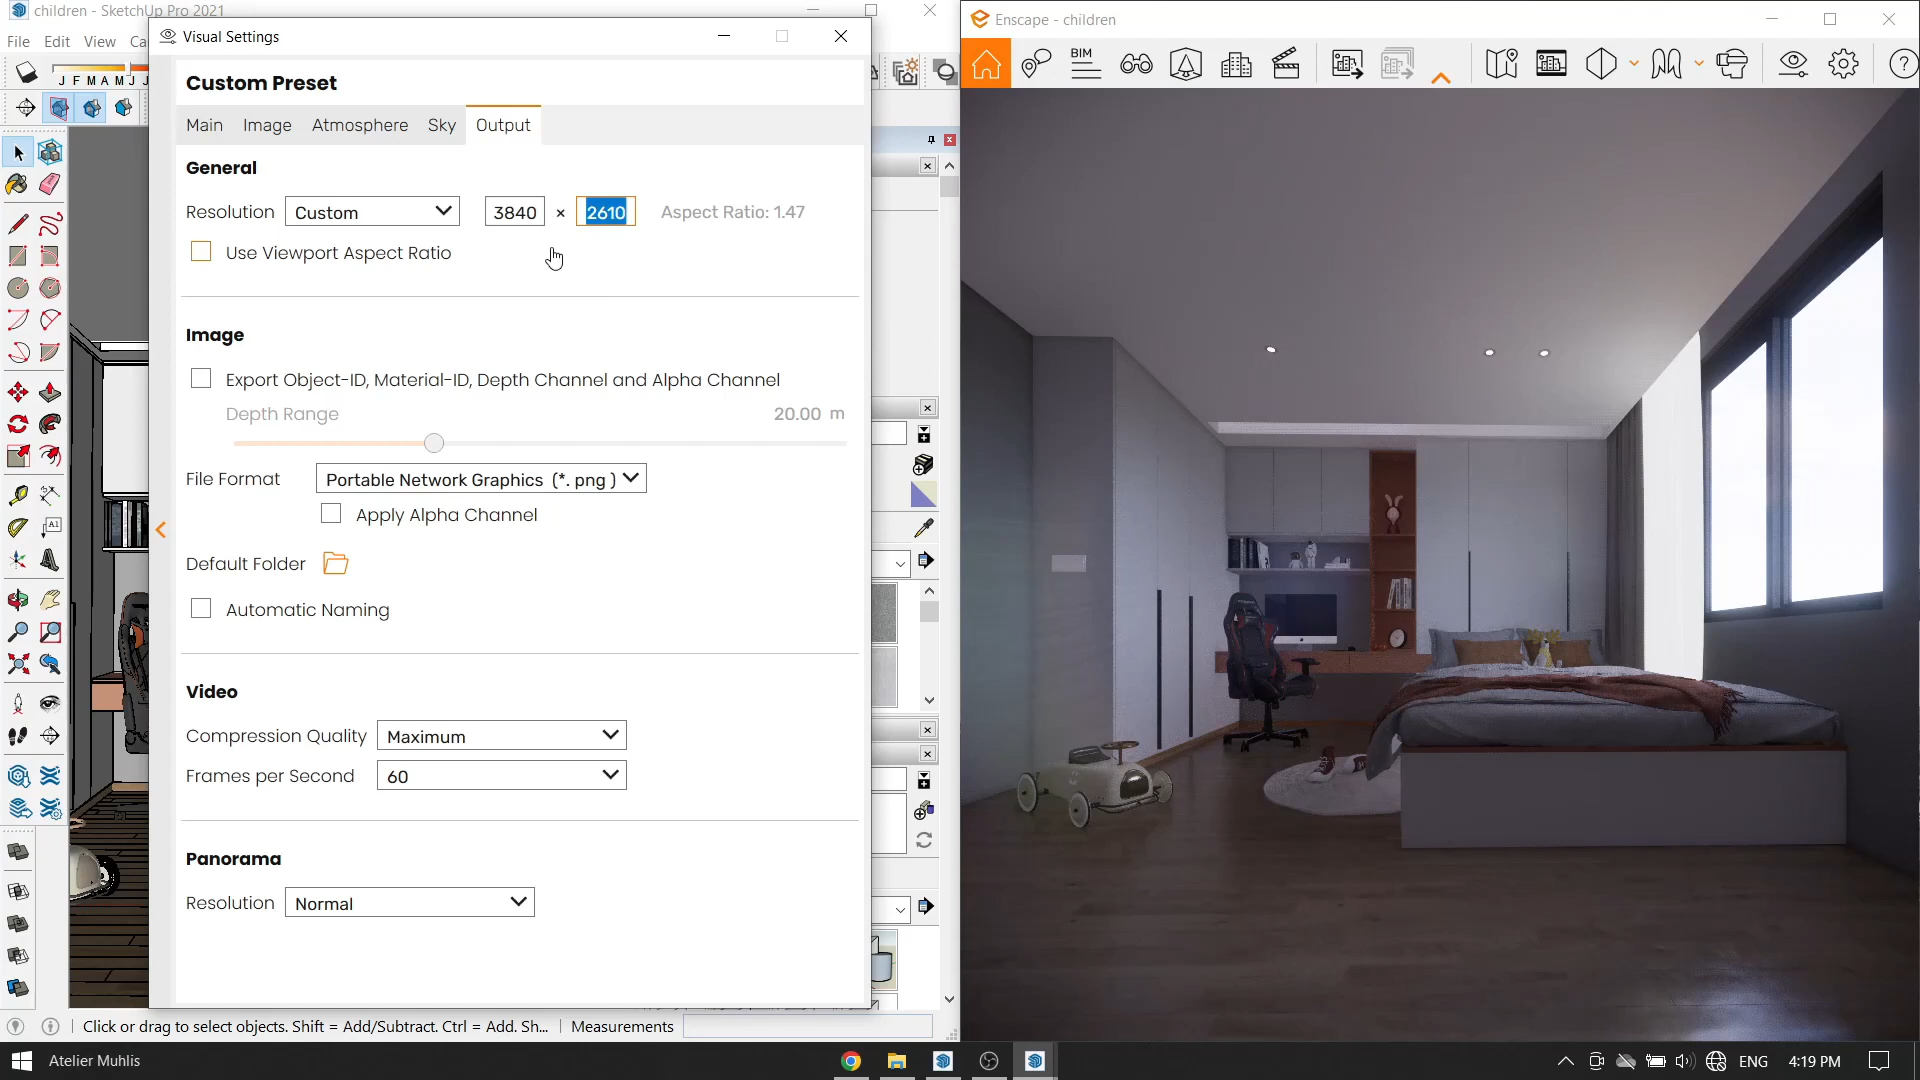 children - SketchUp Pro 2021
File Edit View Ca
J F M A M J
Visual Settings
Custom Preset
Main Image Atmosphere Sky Output
General
Resolution Custom 3840 × 2610 Aspect Ratio: 1.47
Use Viewport Aspect Ratio
Image
Export Object-ID, Material-ID, Depth Channel and Alpha Channel
Depth Range 20.00 m
File Format Portable Network Graphics (*. png )
Apply Alpha Channel
Default Folder
Automatic Naming
Video
Compression Quality Maximum
Frames per Second 60
Panorama
Resolution Normal
A1
Click or drag to select objects. Shift = Add/Subtract. Ctrl = Add. Sh... Measurements
Enscape - children
BIM
?
Atelier Muhlis
ENG 4:19 PM